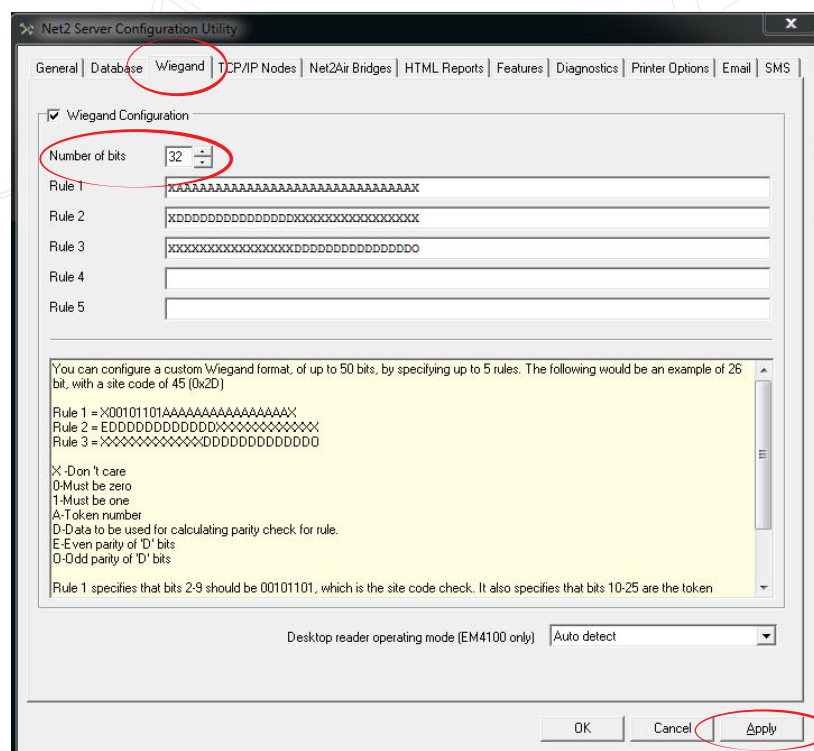 Net2 Server Configuration Utility
General Database Wiegand TCP/IP Nodes Net2Air Bridges HTML Reports Features Diagnostics Printer Options Email SMS
Wiegand Configuration
Number of bits 32
Rule 1 XAAAAAAAAAAAAAAAAAAAAAAAAAAAAAAX
Rule 2 XDDDDDDDDDDDDDDDXXXXXXXXXXXXXXXX
Rule 3 XXXXXXXXXXXXXXXXDDDDDDDDDDDDDDDO
Rule 4
Rule 5
You can configure a custom Wiegand format, of up to 50 bits, by specifying up to 5 rules. The following would be an example of 26
bit, with a site code of 45 (0x2D)
Rule 1 = X00101101AAAAAAAAAAAAAAAAX
Rule 2 = EDDDDDDDDDDDDXXXXXXXXXXXXX
Rule 3 = XXXXXXXXXXXXXDDDDDDDDDDDDO
X -Don 't care
0-Must be zero
1-Must be one
A-Token number
D-Data to be used for calculating parity check for rule.
E-Even parity of 'D' bits
O-Odd parity of 'D' bits
Rule 1 specifies that bits 2-9 should be 00101101, which is the site code check. It also specifies that bits 10-25 are the token
Desktop reader operating mode (EM4100 only) Auto detect
OK Cancel Apply